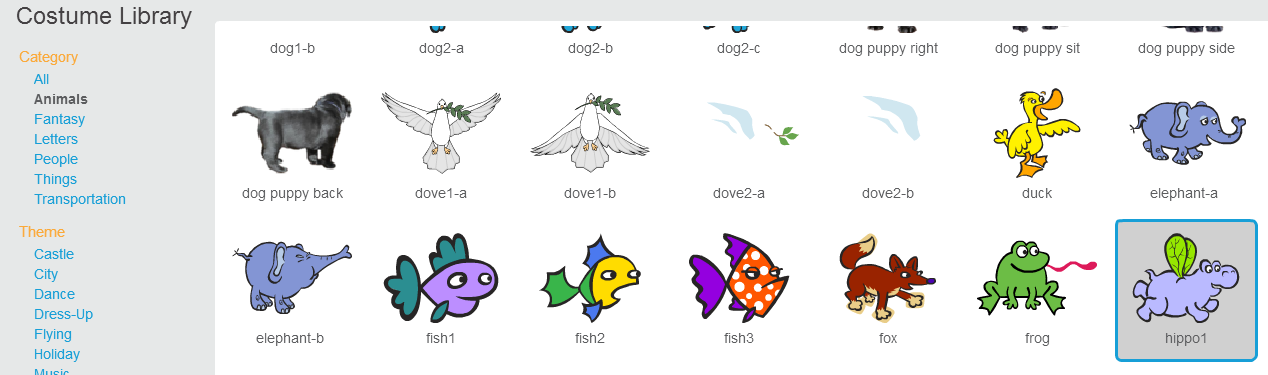 Costume Library
Category
All
Animals
Fantasy
Letters
People
Things
Transportation
Theme
Castle
City
Dance
Dress-Up
Flying
Holiday
Music
dog1-b dog2-a dog2-b dog2-c dog puppy right dog puppy sit dog puppy side
dog puppy back dove1-a dove1-b dove2-a dove2-b duck elephant-a
elephant-b fish1 fish2 fish3 fox frog hippo1